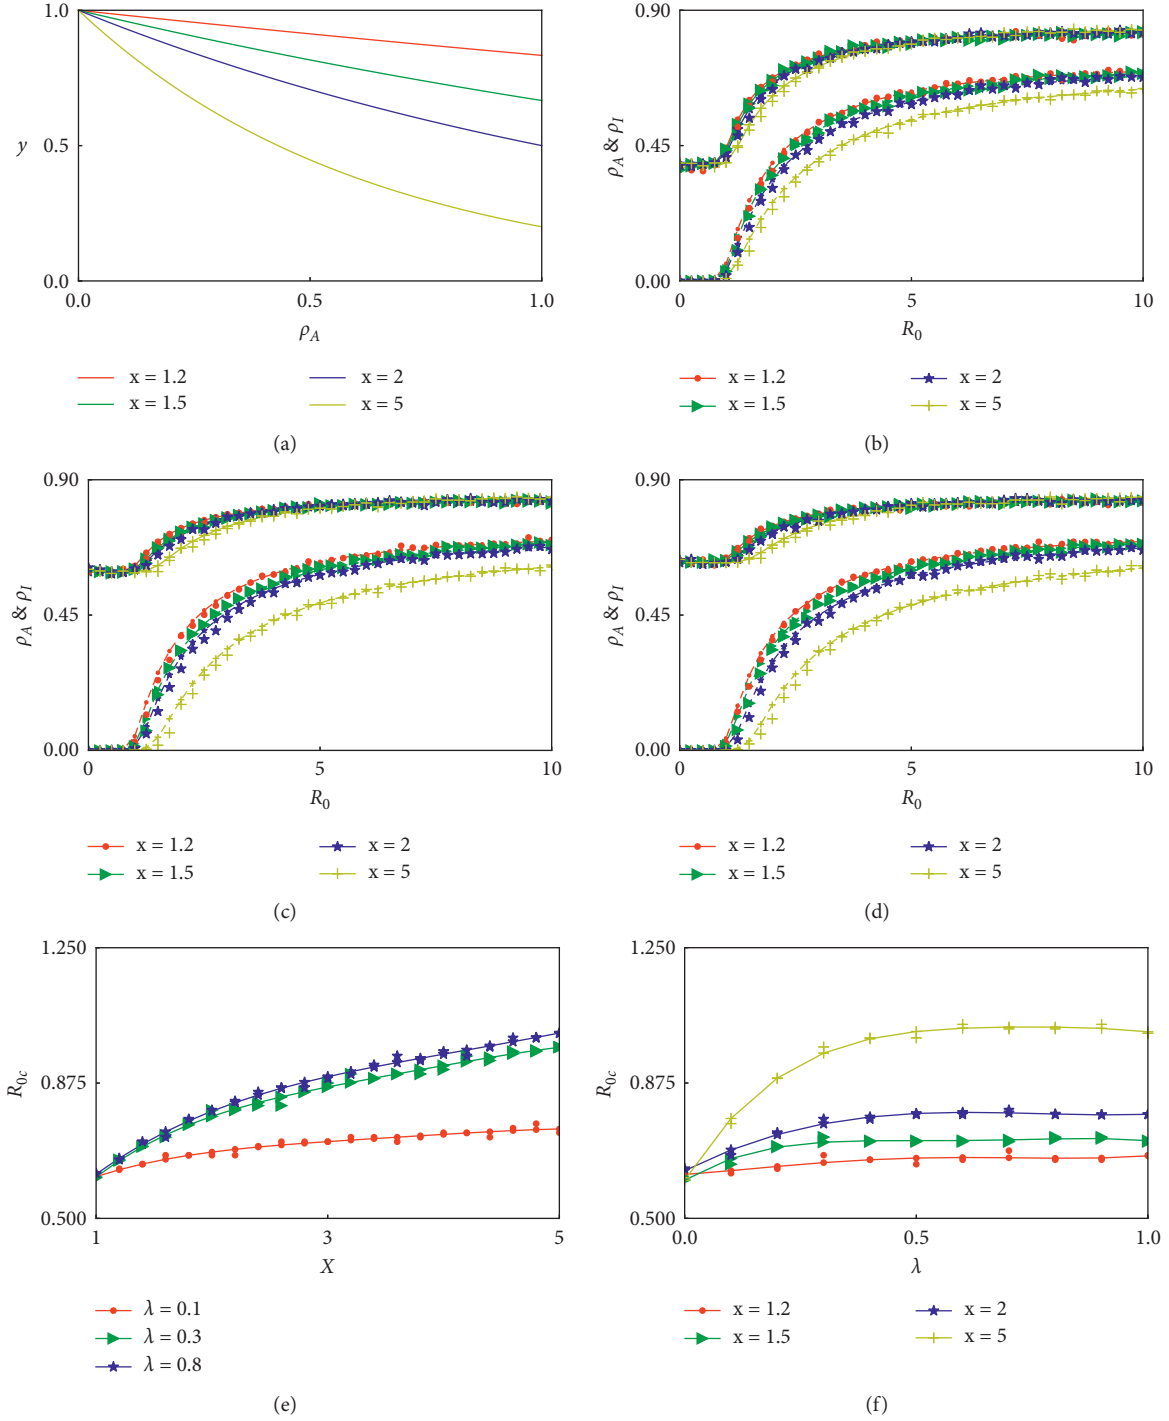 1.0
0.5
0.0
y
0.0 0.5 1.0
ρA
x = 1.2 x = 2
x = 1.5 x = 5
(a)
0.90
0.45
0.00
ρA & ρI
0 5 10
R0
x = 1.2 x = 2
x = 1.5 x = 5
(b)
0.90
0.45
0.00
ρA & ρI
0 5 10
R0
x = 1.2 x = 2
x = 1.5 x = 5
(c)
0.90
0.45
0.00
ρA & ρI
0 5 10
R0
x = 1.2 x = 2
x = 1.5 x = 5
(d)
1.250
0.875
0.500
R0c
1 3 5
X
λ = 0.1
λ = 0.3
λ = 0.8
(e)
1.250
0.875
0.500
R0c
0.0 0.5 1.0
λ
x = 1.2 x = 2
x = 1.5 x = 5
(f)